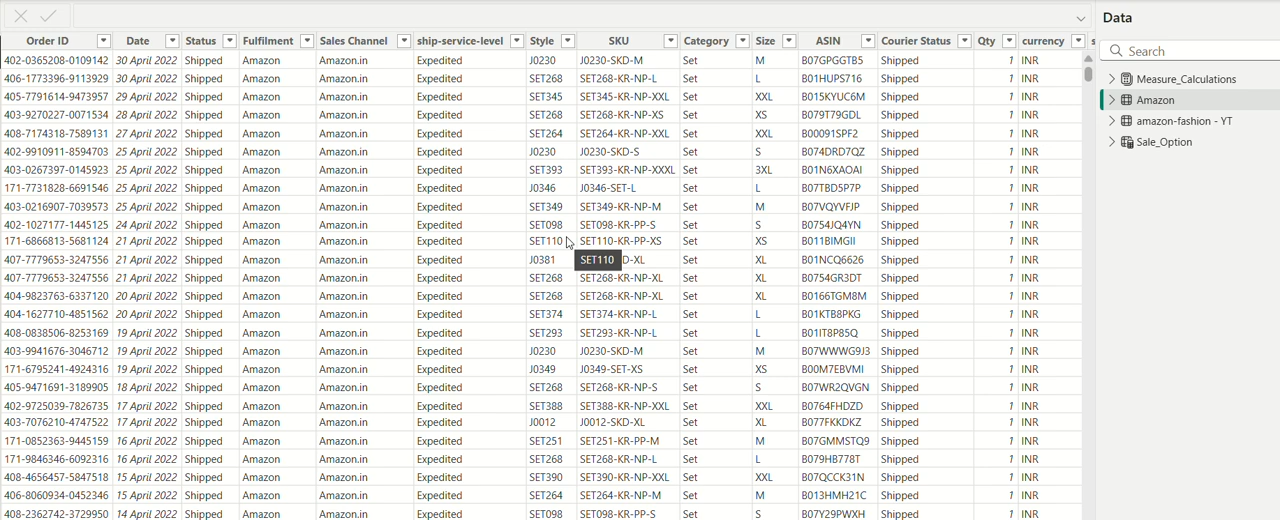 Data
Order ID Date Status Fulfilment Sales Channel ship-service-level Style SKU Category Size ASIN Courier Status Qty currency s
Search
402-0365208-0109142 30 April 2022 Shipped Amazon Amazon.in Expedited J0230 J0230-SKD-M Set M B07GPGGTB5 Shipped 1 INR
406-1773396-9113929 30 April 2022 Shipped Amazon Amazon.in Expedited SET268 SET268-KR-NP-L Set L B01HUPS716 Shipped 1 INR
Measure_Calculations
405-7791614-9473957 29 April 2022 Shipped Amazon Amazon.in Expedited SET345 SET345-KR-NP-XXL Set XXL B015KYUC6M Shipped 1 INR
Amazon
403-9270227-0071534 28 April 2022 Shipped Amazon Amazon.in Expedited SET268 SET268-KR-NP-XS Set XS B079T79GDL Shipped 1 INR
amazon-fashion - YT
408-7174318-7589131 27 April 2022 Shipped Amazon Amazon.in Expedited SET264 SET264-KR-NP-XXL Set XXL B00091SPF2 Shipped 1 INR
Sale_Option
402-9910911-8594703 25 April 2022 Shipped Amazon Amazon.in Expedited J0230 J0230-SKD-S Set S B074DRD7QZ Shipped 1 INR
403-0267397-0145923 25 April 2022 Shipped Amazon Amazon.in Expedited SET393 SET393-KR-NP-XXXL Set 3XL B01N6XAOAI Shipped 1 INR
171-7731828-6691546 25 April 2022 Shipped Amazon Amazon.in Expedited J0346 J0346-SET-L Set L B07TBD5P7P Shipped 1 INR
403-0216907-7039573 25 April 2022 Shipped Amazon Amazon.in Expedited SET349 SET349-KR-NP-M Set M B07VQYVFJP Shipped 1 INR
402-1027177-1445125 24 April 2022 Shipped Amazon Amazon.in Expedited SET098 SET098-KR-PP-S Set S B0754JQ4YN Shipped 1 INR
171-6866813-5681124 21 April 2022 Shipped Amazon Amazon.in Expedited SET110 SET110-KR-PP-XS Set XS B011BIMGII Shipped 1 INR
407-7779653-3247556 21 April 2022 Shipped Amazon Amazon.in Expedited J0381 SET110 D-XL Set XL B01NCQ6626 Shipped 1 INR
407-7779653-3247556 21 April 2022 Shipped Amazon Amazon.in Expedited SET268 SET268-KR-NP-XL Set XL B0754GR3DT Shipped 1 INR
404-9823763-6337120 20 April 2022 Shipped Amazon Amazon.in Expedited SET268 SET268-KR-NP-XL Set XL B0166TGM8M Shipped 1 INR
404-1627710-4851562 20 April 2022 Shipped Amazon Amazon.in Expedited SET374 SET374-KR-NP-L Set L B01KTB8PKG Shipped 1 INR
408-0838506-8253169 19 April 2022 Shipped Amazon Amazon.in Expedited SET293 SET293-KR-NP-L Set L B01IT8P85Q Shipped 1 INR
403-9941676-3046712 19 April 2022 Shipped Amazon Amazon.in Expedited J0230 J0230-SKD-M Set M B07WWWG9J3 Shipped 1 INR
171-6795241-4924316 19 April 2022 Shipped Amazon Amazon.in Expedited J0349 J0349-SET-XS Set XS B00M7EBVMI Shipped 1 INR
405-9471691-3189905 18 April 2022 Shipped Amazon Amazon.in Expedited SET268 SET268-KR-NP-S Set S B07WR2QVGN Shipped 1 INR
402-9725039-7826735 17 April 2022 Shipped Amazon Amazon.in Expedited SET388 SET388-KR-NP-XXL Set XXL B0764FHDZD Shipped 1 INR
403-7076210-4747522 17 April 2022 Shipped Amazon Amazon.in Expedited J0012 J0012-SKD-XL Set XL B077FKKDKZ Shipped 1 INR
171-0852363-9445159 16 April 2022 Shipped Amazon Amazon.in Expedited SET251 SET251-KR-PP-M Set M B07GMMSTQ9 Shipped 1 INR
171-9846346-6092316 16 April 2022 Shipped Amazon Amazon.in Expedited SET268 SET268-KR-NP-L Set L B079HB778T Shipped 1 INR
408-4656457-5847518 15 April 2022 Shipped Amazon Amazon.in Expedited SET390 SET390-KR-NP-XXL Set XXL B07QCCK31N Shipped 1 INR
406-8060934-0452346 15 April 2022 Shipped Amazon Amazon.in Expedited SET264 SET264-KR-NP-M Set M B013HMH21C Shipped 1 INR
408-2362742-3729950 14 April 2022 Shipped Amazon Amazon.in Expedited SET098 SET098-KR-PP-S Set S B07Y29PWXH Shipped 1 INR